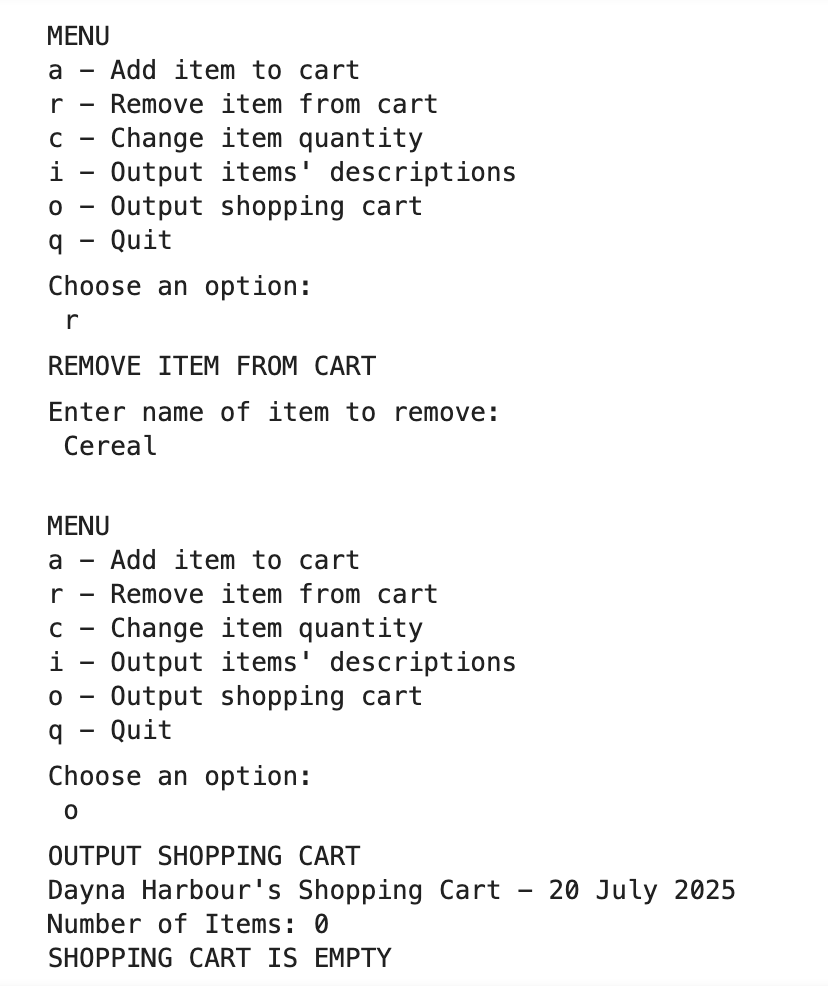 MENU
a – Add item to cart
r – Remove item from cart
c – Change item quantity
i – Output items' descriptions
o – Output shopping cart
q – Quit
Choose an option:
r
REMOVE ITEM FROM CART
Enter name of item to remove:
Cereal
MENU
a – Add item to cart
r – Remove item from cart
c – Change item quantity
i – Output items' descriptions
o – Output shopping cart
q – Quit
Choose an option:
o
OUTPUT SHOPPING CART
Dayna Harbour's Shopping Cart – 20 July 2025
Number of Items: 0
SHOPPING CART IS EMPTY